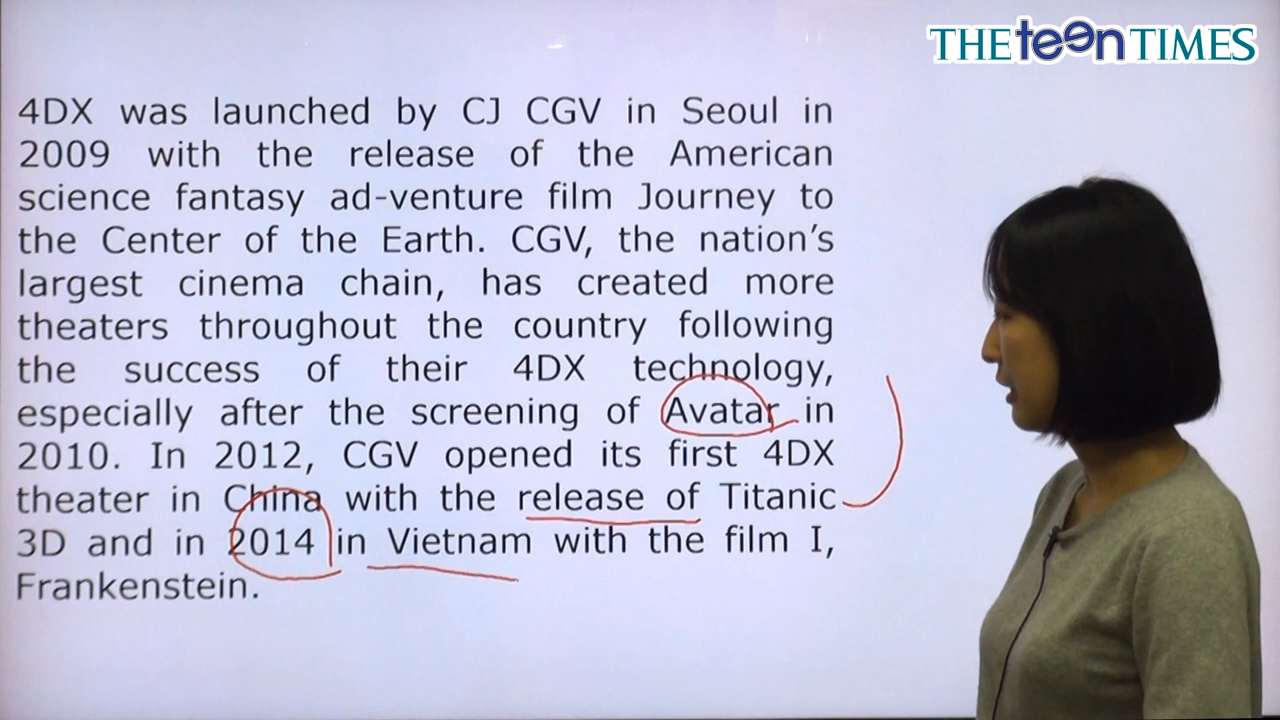 THE teen TIMES
4DX was launched by CJ CGV in Seoul in
2009 with the release of the American
science fantasy ad-venture film Journey to
the Center of the Earth. CGV, the nation's
largest cinema chain, has created more
theaters throughout the country following
the success of their 4DX technology,
especially after the screening of Avatar in
2010. In 2012, CGV opened its first 4DX
theater in China with the release of Titanic
3D and in 2014 in Vietnam with the film I,
Frankenstein.